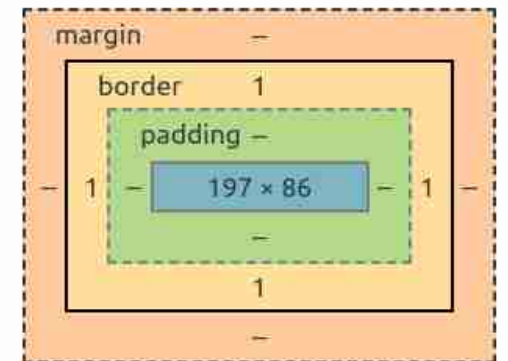 margin –
border 1
padding –
– 1 – 197 × 86 – 1 –
–
1
–